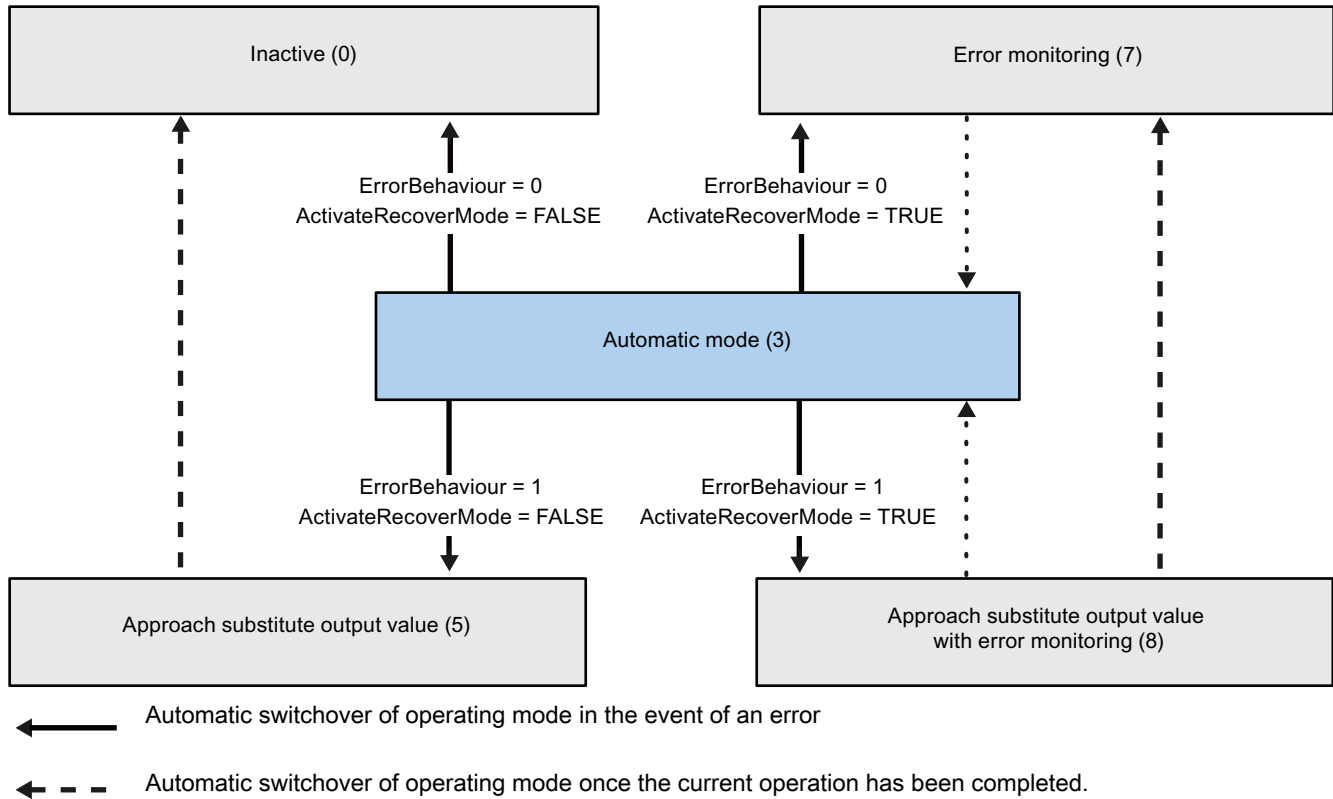 Inactive (0)
Error monitoring (7)
ErrorBehaviour = 0
ActivateRecoverMode = FALSE
ErrorBehaviour = 0
ActivateRecoverMode = TRUE
Automatic mode (3)
ErrorBehaviour = 1
ActivateRecoverMode = FALSE
ErrorBehaviour = 1
ActivateRecoverMode = TRUE
Approach substitute output value (5)
Approach substitute output value
with error monitoring (8)
Automatic switchover of operating mode in the event of an error
Automatic switchover of operating mode once the current operation has been completed.